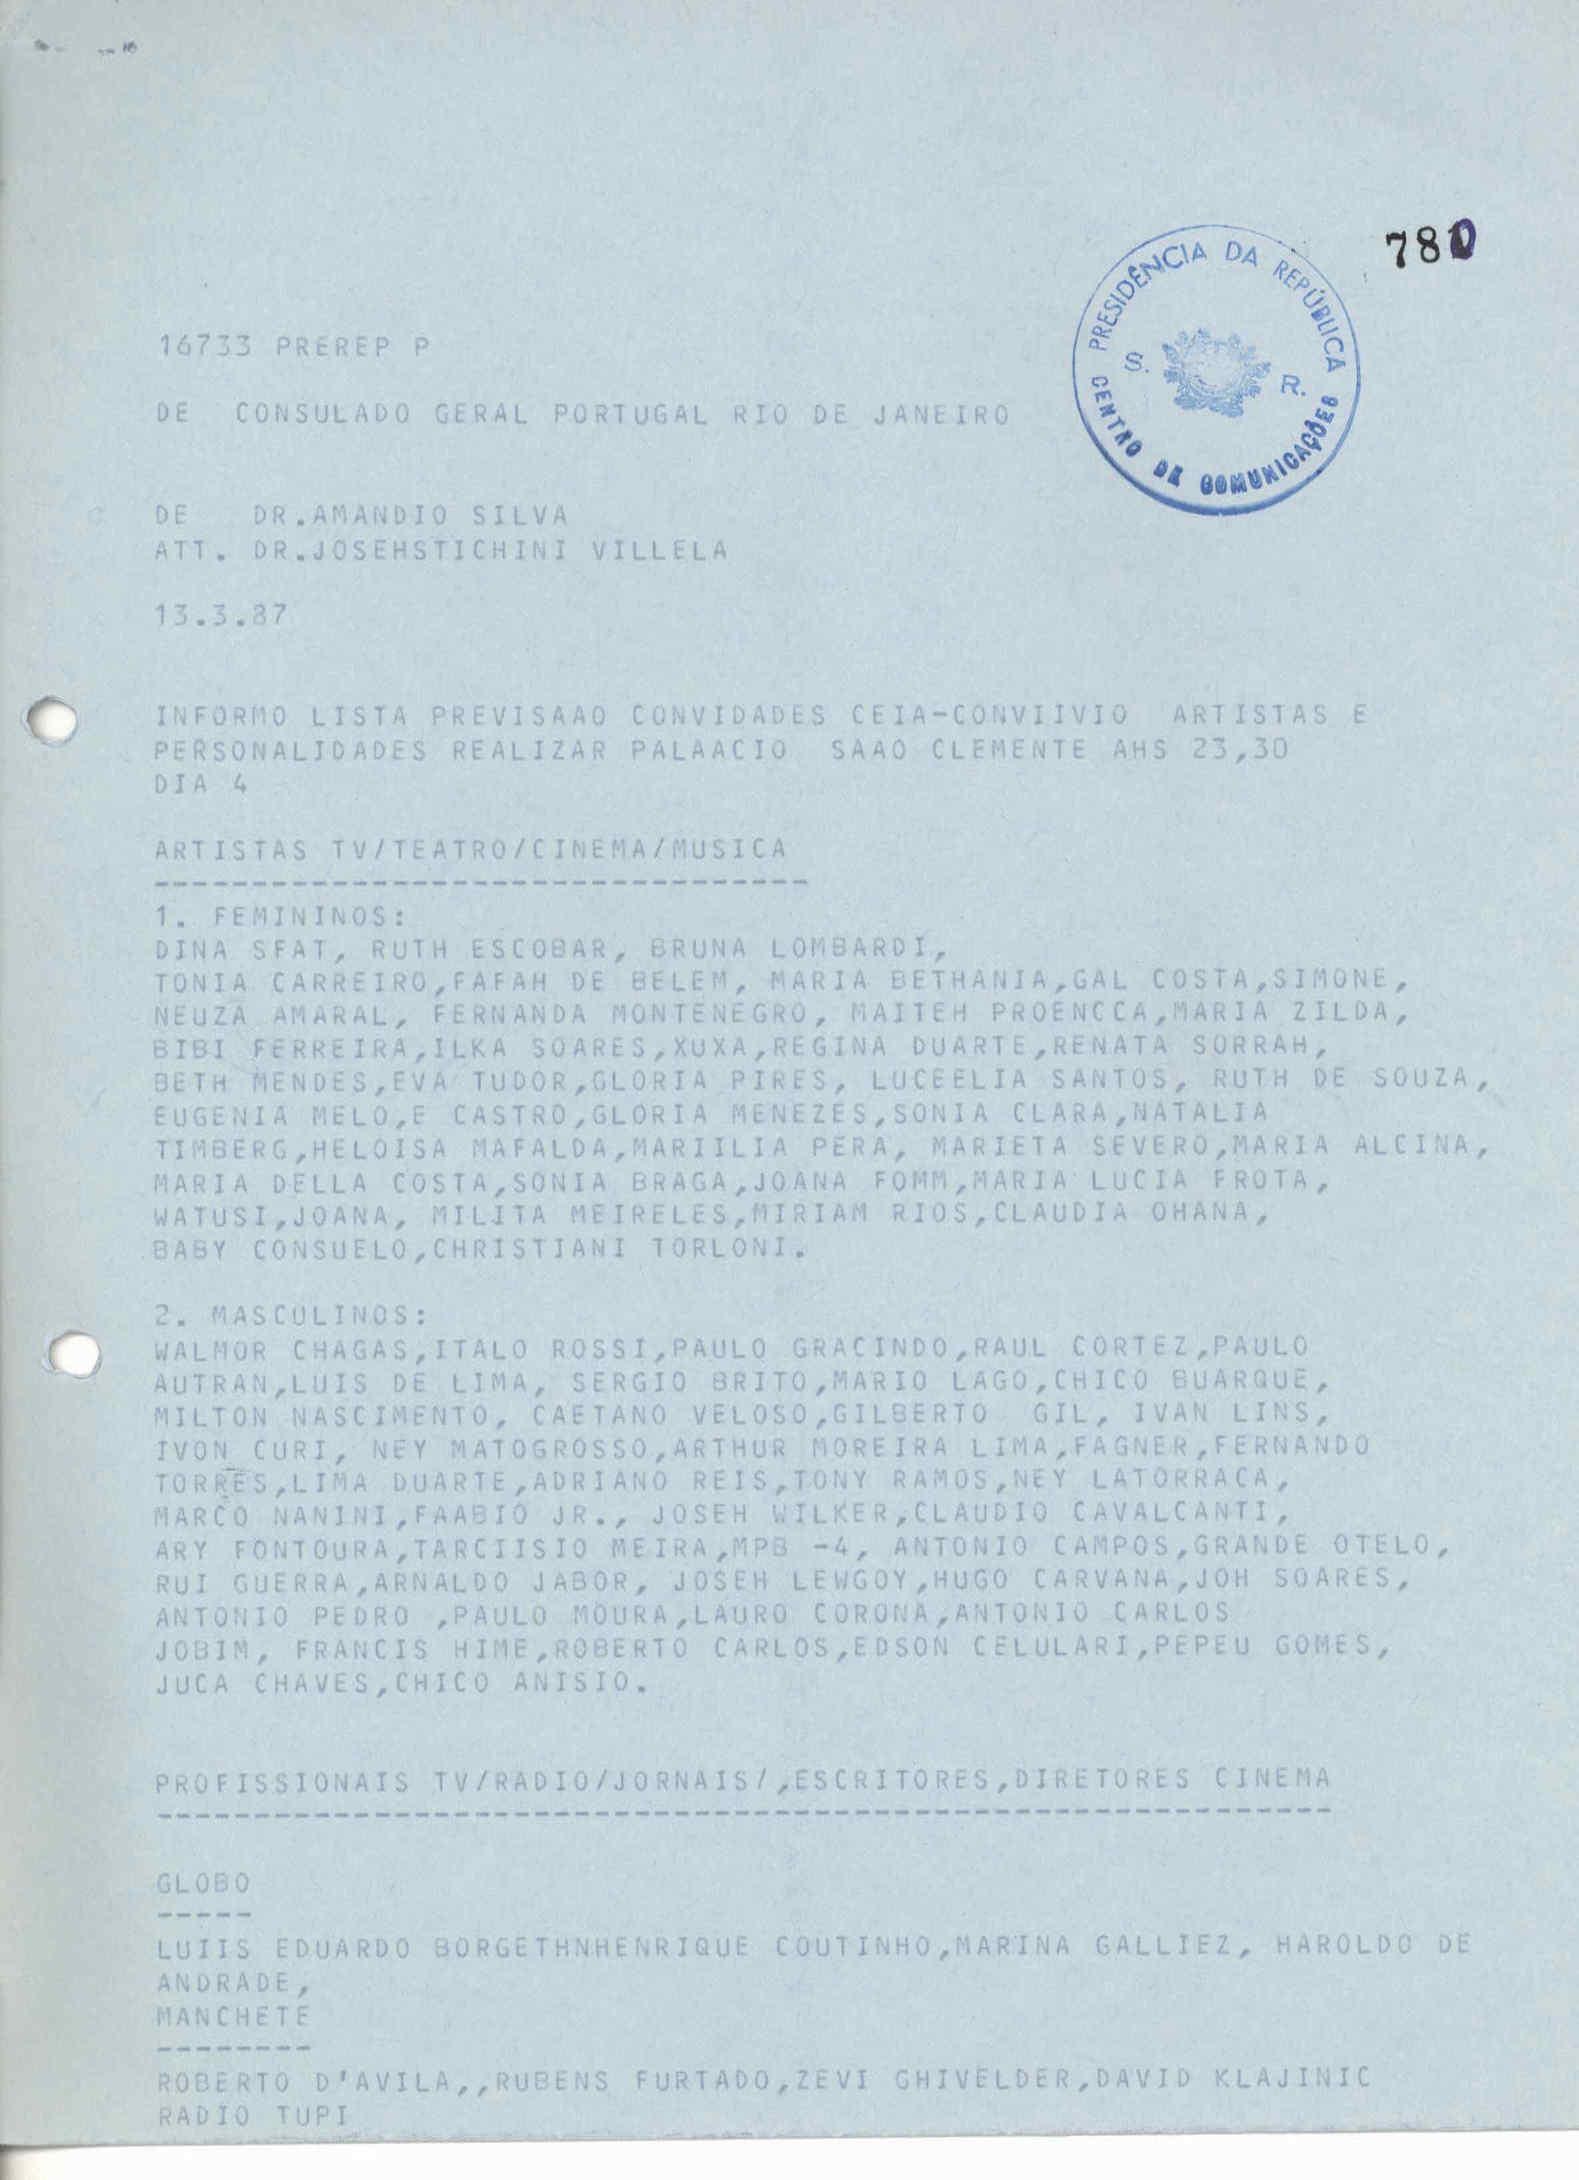 780
PRESIDÊNCIA DA REPÚBLICA
S. R.
CENTRO DE COMUNICAÇÕES
16733 PREREP P
DE CONSULADO GERAL PORTUGAL RIO DE JANEIRO
DE DR.AMANDIO SILVA
ATT. DR.JOSEHSTICHINI VILLELA
13.3.87
INFORMO LISTA PREVISAAO CONVIDADES CEIA-CONVIIVIO ARTISTAS E
PERSONALIDADES REALIZAR PALAACIO SAAO CLEMENTE AHS 23,30
DIA 4
ARTISTAS TV/TEATRO/CINEMA/MUSICA
---------------------------------
1. FEMININOS:
DINA SFAT, RUTH ESCOBAR, BRUNA LOMBARDI,
TONIA CARREIRO,FAFAH DE BELEM, MARIA BETHANIA,GAL COSTA,SIMONE,
NEUZA AMARAL, FERNANDA MONTENEGRO, MAITEH PROENCCA,MARIA ZILDA,
BIBI FERREIRA,ILKA SOARES,XUXA,REGINA DUARTE,RENATA SORRAH,
BETH MENDES,EVA TUDOR,GLORIA PIRES, LUCEELIA SANTOS, RUTH DE SOUZA,
EUGENIA MELO,E CASTRO,GLORIA MENEZES,SONIA CLARA,NATALIA
TIMBERG,HELOISA MAFALDA,MARIILIA PERA, MARIETA SEVERO,MARIA ALCINA,
MARIA DELLA COSTA,SONIA BRAGA,JOANA FOMM,MARIA LUCIA FROTA,
WATUSI,JOANA, MILITA MEIRELES,MIRIAM RIOS,CLAUDIA OHANA,
BABY CONSUELO,CHRISTIANI TORLONI.
2. MASCULINOS:
WALMOR CHAGAS,ITALO ROSSI,PAULO GRACINDO,RAUL CORTEZ,PAULO
AUTRAN,LUIS DE LIMA, SERGIO BRITO,MARIO LAGO,CHICO BUARQUE,
MILTON NASCIMENTO, CAETANO VELOSO,GILBERTO GIL, IVAN LINS,
IVON CURI, NEY MATOGROSSO,ARTHUR MOREIRA LIMA,FAGNER,FERNANDO
TORRES,LIMA DUARTE,ADRIANO REIS,TONY RAMOS,NEY LATORRACA,
MARCO NANINI,FAABIO JR., JOSEH WILKER,CLAUDIO CAVALCANTI,
ARY FONTOURA,TARCIISIO MEIRA,MPB -4, ANTONIO CAMPOS,GRANDE OTELO,
RUI GUERRA,ARNALDO JABOR, JOSEH LEWGOY,HUGO CARVANA,JOH SOARES,
ANTONIO PEDRO ,PAULO MOURA,LAURO CORONA,ANTONIO CARLOS
JOBIM, FRANCIS HIME,ROBERTO CARLOS,EDSON CELULARI,PEPEU GOMES,
JUCA CHAVES,CHICO ANISIO.
PROFISSIONAIS TV/RADIO/JORNAIS/,ESCRITORES,DIRETORES CINEMA
-----------------------------------------------------------
GLOBO
-----
LUIIS EDUARDO BORGETHNHENRIQUE COUTINHO,MARINA GALLIEZ, HAROLDO DE
ANDRADE,
MANCHETE
--------
ROBERTO D'AVILA,,RUBENS FURTADO,ZEVI GHIVELDER,DAVID KLAJINIC
RADIO TUPI